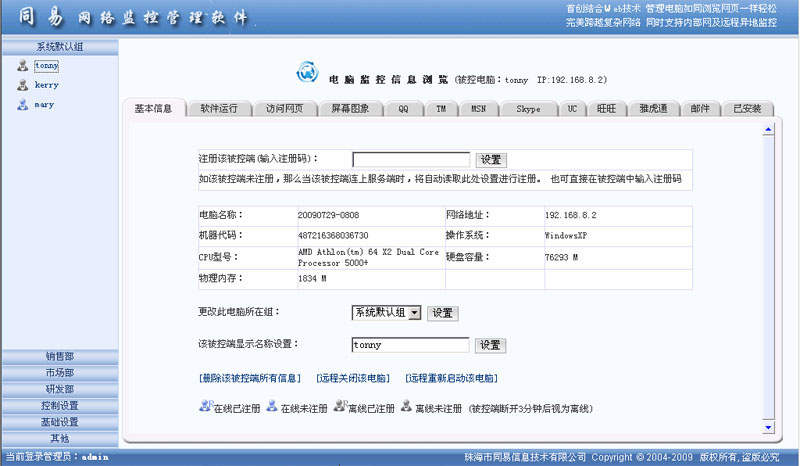 同易 网络监控管理软件
首创结合Web技术 管理电脑如同浏览网页一样轻松
完美跨越复杂网络 同时支持内部网及远程异地监控
系统默认组
tonny
kerry
mary
电脑监控信息浏览 (被控电脑：tonny IP:192.168.8.2)
基本信息 软件运行 访问网页 屏幕图象 QQ TM MSN Skype UC 旺旺 雅虎通 邮件 已安装
注册该被控端(输入注册码)： 设置
如该被控端未注册，那么当该被控端连上服务端时，将自动读取此处设置进行注册。 也可直接在被控端中输入注册码
电脑名称： 20090729-0808 网络地址： 192.168.8.2
机器代码： 487216368036730 操作系统： WindowsXP
CPU型号： AMD Athlon(tm) 64 X2 Dual Core Processor 5000+ 硬盘容量： 76293 M
物理内存： 1834 M
更改此电脑所在组： 系统默认组 设置
该被控端显示名称设置： tonny 设置
[删除该被控端所有信息] [远程关闭该电脑] [远程重新启动该电脑]
在线已注册 在线未注册 离线已注册 离线未注册 (被控端断开3分钟后视为离线)
销售部
市场部
研发部
控制设置
基础设置
其他
当前登录管理员：admin
珠海市同易信息技术有限公司 Copyright © 2004-2009 版权所有,盗版必究